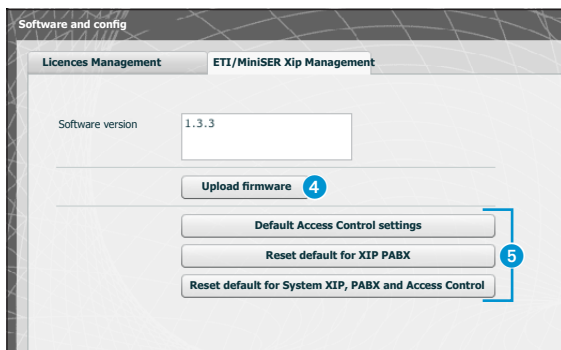 Software and config
Licences Management
ETI/MiniSER Xip Management
Software version
1.3.3
Upload firmware 4
Default Access Control settings
Reset default for XIP PABX
5
Reset default for System XIP, PABX and Access Control